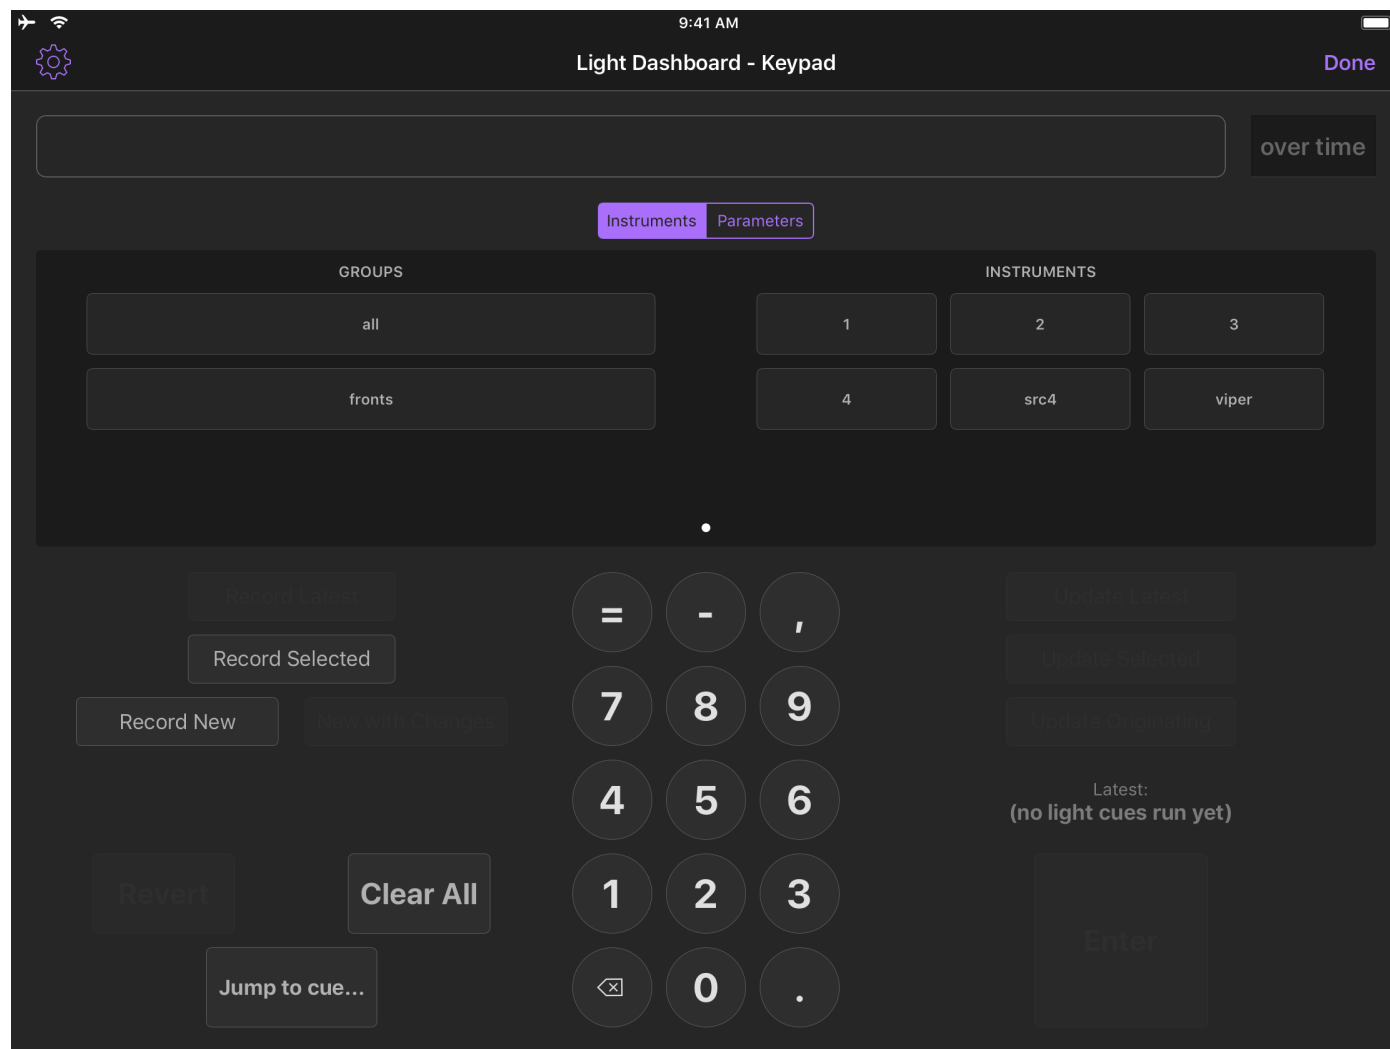 9:41 AM
Light Dashboard - Keypad
Done
over time
Instruments
Parameters
GROUPS
all
fronts
INSTRUMENTS
1
2
3
4
src4
viper
Record Latest
Record Selected
Record New
New with Changes
Revert
Clear All
Jump to cue...
= - ,
7 8 9
4 5 6
1 2 3
0 .
Update Latest
Update Selected
Update Originating
Latest:
(no light cues run yet)
Enter